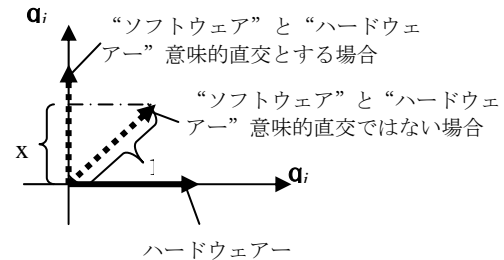 q i
“ソフトウェア”と“ハードウェ
アー”意味的直交とする場合
“ソフトウェア”と“ハードウェ
アー”意味的直交ではない場合
x
1
q i
ハードウェアー